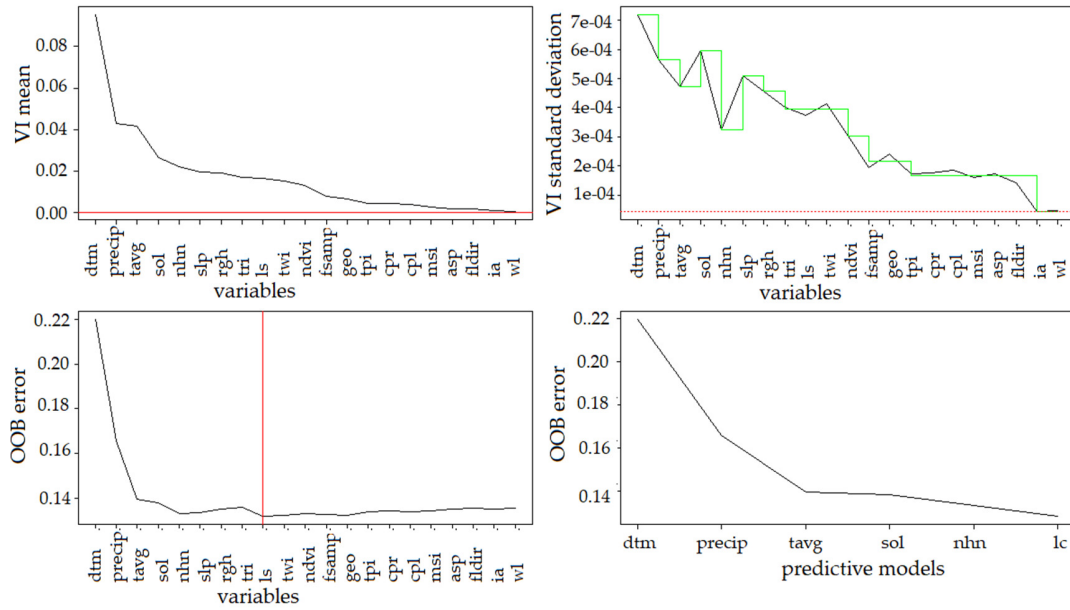 VI mean
0.08
0.06
0.04
0.02
0.00
dtm
precip
tavg
sol
nhn
slp
rgh
tri
ls
twi
ndvi
fsamp
geo
tpi
cpr
cpl
msi
asp
fldir
ia
wl
variables
VI standard deviation
7e-04
6e-04
5e-04
4e-04
3e-04
2e-04
1e-04
dtm
precip
tavg
sol
nhn
slp
rgh
tri
ls
twi
ndvi
fsamp
geo
tpi
cpr
cpl
msi
asp
fldir
ia
wl
variables
OOB error
0.22
0.20
0.18
0.16
0.14
dtm
precip
tavg
sol
nhn
slp
rgh
tri
ls
twi
ndvi
fsamp
geo
tpi
cpr
cpl
msi
asp
fldir
ia
wl
variables
OOB error
0.22
0.20
0.18
0.16
0.14
dtm
precip
tavg
sol
nhn
lc
predictive models